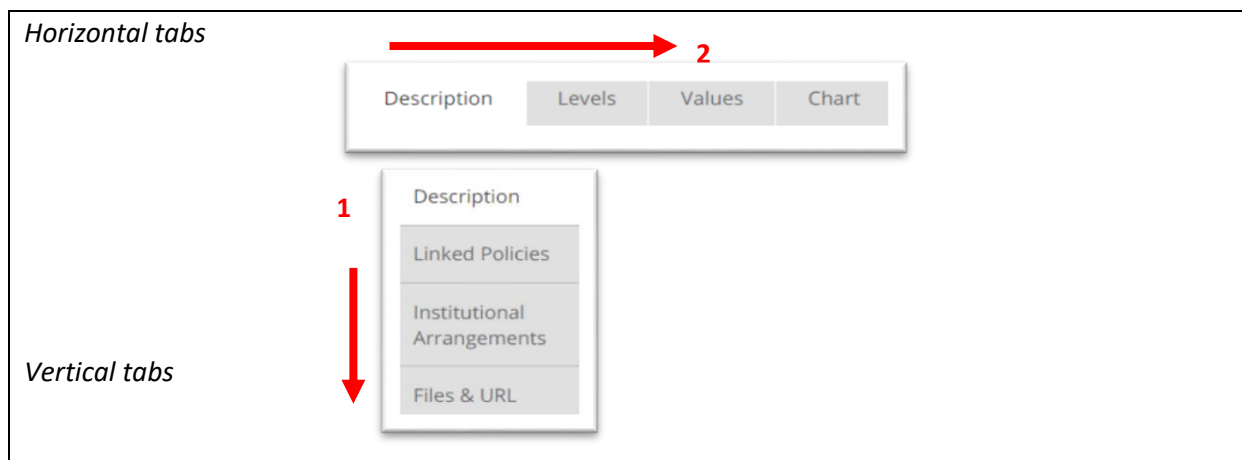 Horizontal tabs
2
Description Levels Values Chart
Description
1
Linked Policies
Institutional
Arrangements
Vertical tabs
Files & URL